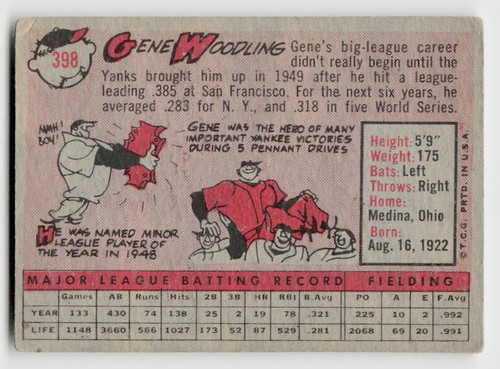 398
GENE WOODLING Gene's big-league career
didn't really begin until the
Yanks brought him up in 1949 after he hit a league-
leading .385 at San Francisco. For the next six years, he
averaged .283 for N. Y., and .318 in five World Series.
AAAH!
BOY!
HE WAS NAMED MINOR
LEAGUE PLAYER OF
THE YEAR IN 1948
GENE WAS THE HERO OF MANY
IMPORTANT YANKEE VICTORIES
DURING 5 PENNANT DRIVES
Height: 5'9"
Weight: 175
Bats: Left
Throws: Right
Home:
Medina, Ohio
Born:
Aug. 16, 1922
© T.C.G. PRTD. IN U.S.A.
MAJOR LEAGUE BATTING RECORD FIELDING
Games AB Runs Hits 2B 3B HR RBI B.Avg PO A E F.Avg
YEAR 133 430 74 138 25 2 19 78 .321 225 10 2 .992
LIFE 1148 3660 566 1027 173 52 87 529 .281 2068 69 20 .991